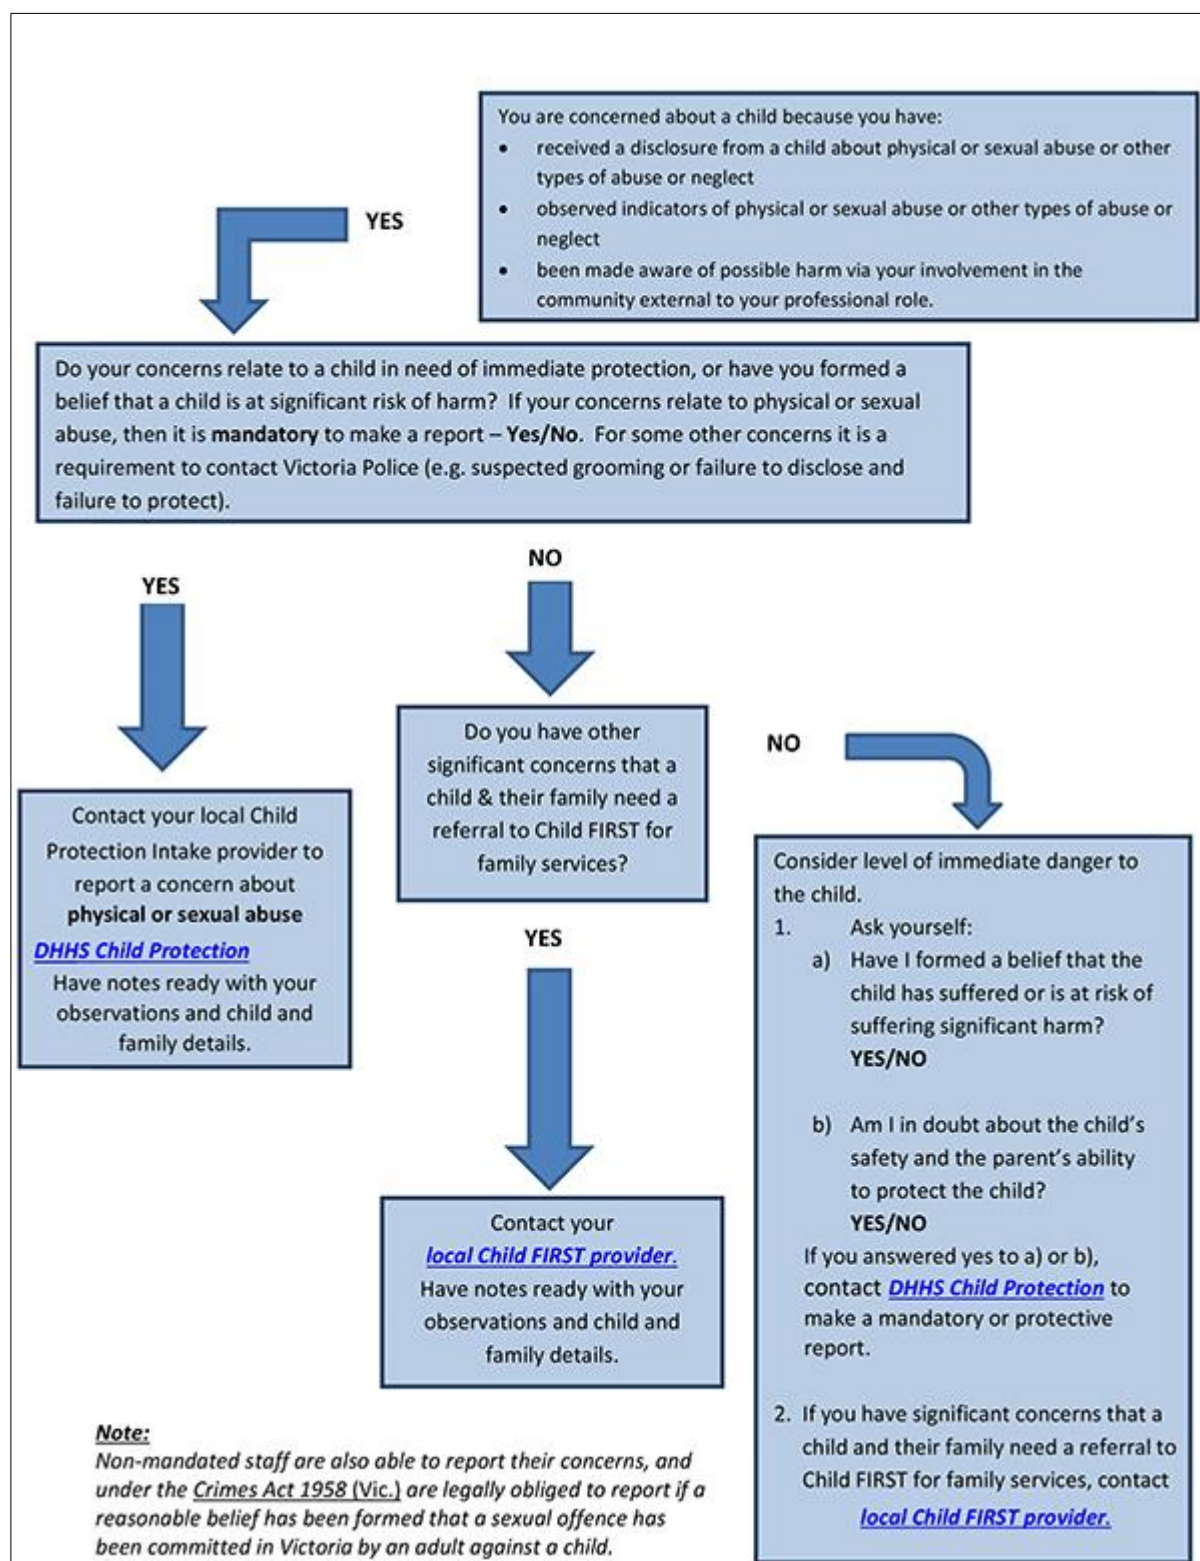 You are concerned about a child because you have:
• received a disclosure from a child about physical or sexual abuse or other
types of abuse or neglect
• observed indicators of physical or sexual abuse or other types of abuse or
neglect
• been made aware of possible harm via your involvement in the
community external to your professional role.
YES
Do your concerns relate to a child in need of immediate protection, or have you formed a
belief that a child is at significant risk of harm? If your concerns relate to physical or sexual
abuse, then it is mandatory to make a report – Yes/No. For some other concerns it is a
requirement to contact Victoria Police (e.g. suspected grooming or failure to disclose and
failure to protect).
YES
NO
Contact your local Child
Protection Intake provider to
report a concern about
physical or sexual abuse
DHHS Child Protection
Have notes ready with your
observations and child and
family details.
Do you have other
significant concerns that a
child & their family need a
referral to Child FIRST for
family services?
NO
YES
Contact your
local Child FIRST provider.
Have notes ready with your
observations and child and
family details.
Consider level of immediate danger to
the child.
1. Ask yourself:
a) Have I formed a belief that the
child has suffered or is at risk of
suffering significant harm?
YES/NO
b) Am I in doubt about the child's
safety and the parent's ability
to protect the child?
YES/NO
If you answered yes to a) or b),
contact DHHS Child Protection to
make a mandatory or protective
report.
2. If you have significant concerns that a
child and their family need a referral to
Child FIRST for family services, contact
local Child FIRST provider.
Note:
Non-mandated staff are also able to report their concerns, and
under the Crimes Act 1958 (Vic.) are legally obliged to report if a
reasonable belief has been formed that a sexual offence has
been committed in Victoria by an adult against a child.